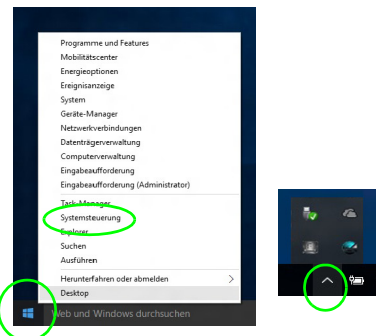 Programme und Features
Mobilitätscenter
Energieoptionen
Ereignisanzeige
System
Geräte-Manager
Netzwerkverbindungen
Datenträgerverwaltung
Computerverwaltung
Eingabeaufforderung
Eingabeaufforderung (Administrator)
Task-Manager
Systemsteuerung
Explorer
Suchen
Ausführen
Herunterfahren oder abmelden
Desktop
Web und Windows durchsuchen